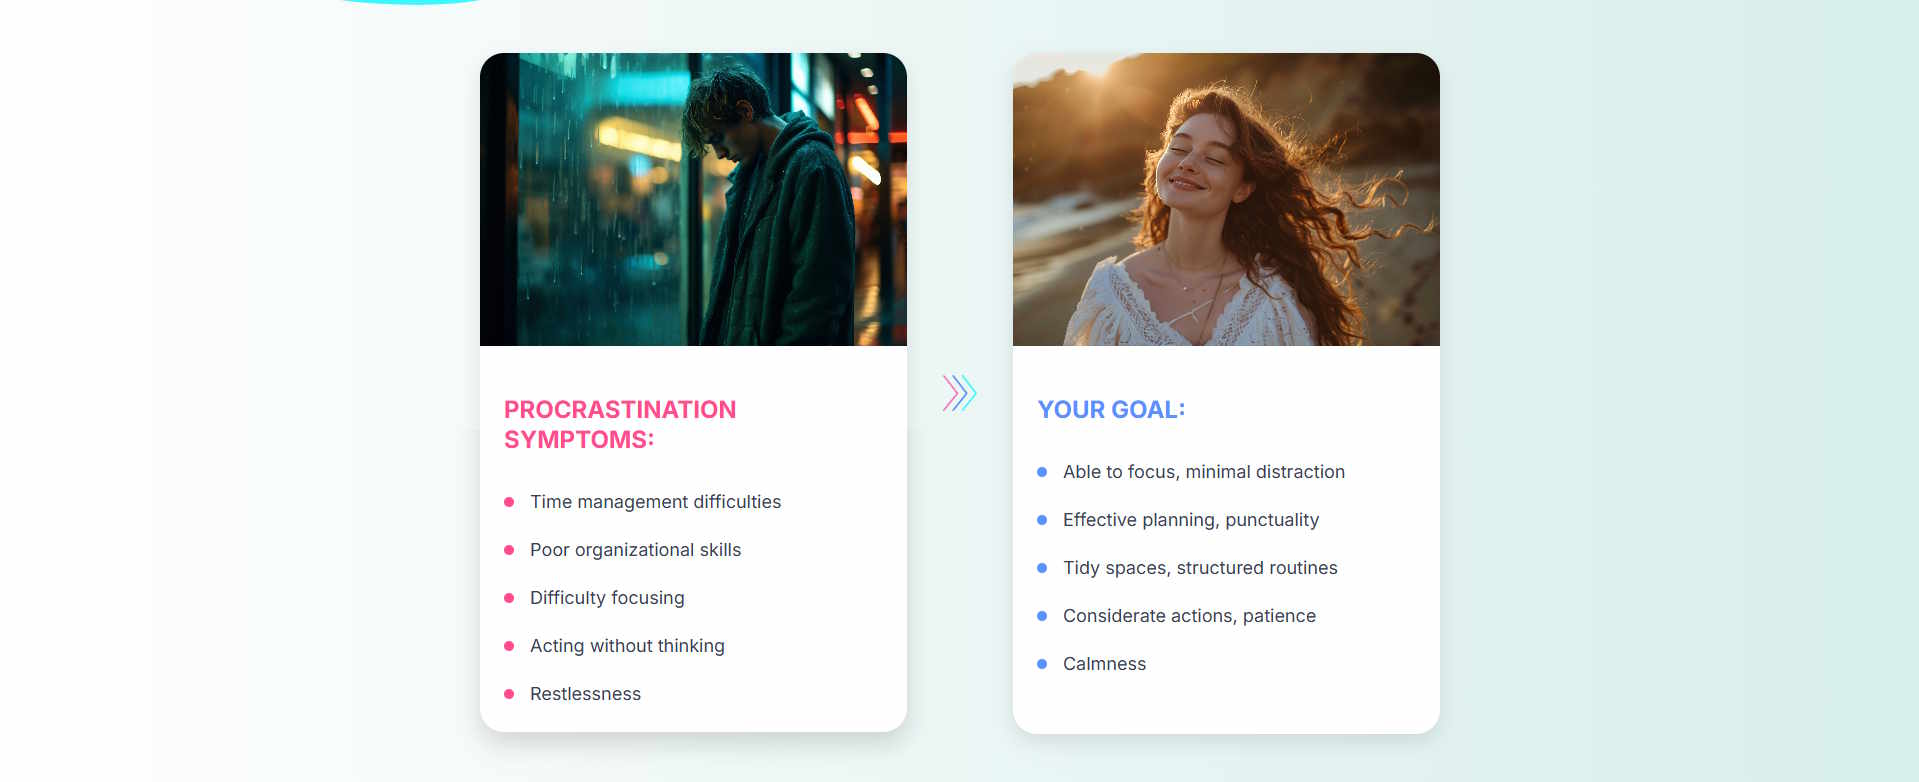 PROCRASTINATION
SYMPTOMS:
Time management difficulties
Poor organizational skills
Difficulty focusing
Acting without thinking
Restlessness
YOUR GOAL:
Able to focus, minimal distraction
Effective planning, punctuality
Tidy spaces, structured routines
Considerate actions, patience
Calmness